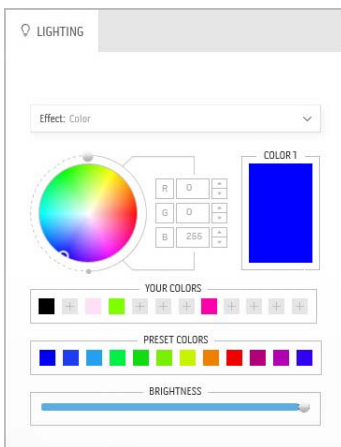 LIGHTING
Effect: Color
COLOR 1
R 0
G 0
B 255
YOUR COLORS
PRESET COLORS
BRIGHTNESS